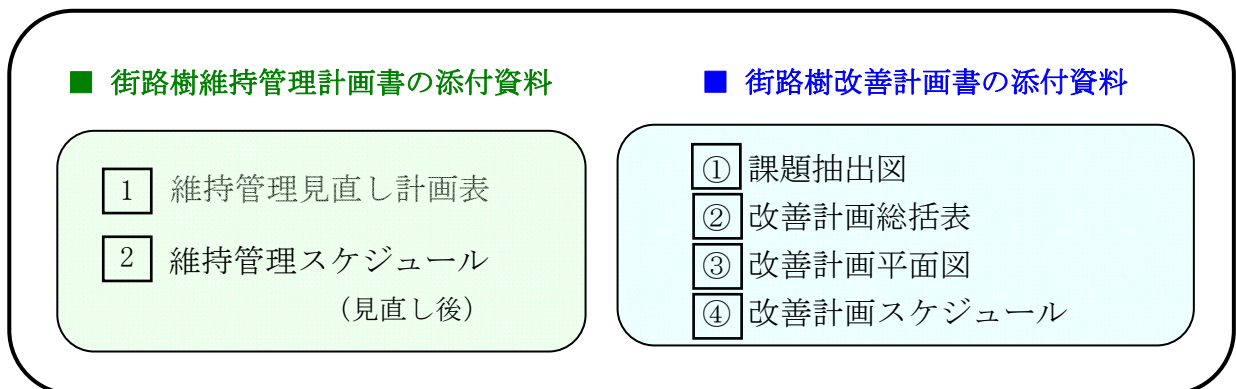 ■ 街路樹維持管理計画書の添付資料
1 維持管理見直し計画表
2 維持管理スケジュール
（見直し後）
■ 街路樹改善計画書の添付資料
① 課題抽出図
② 改善計画総括表
③ 改善計画平面図
④ 改善計画スケジュール